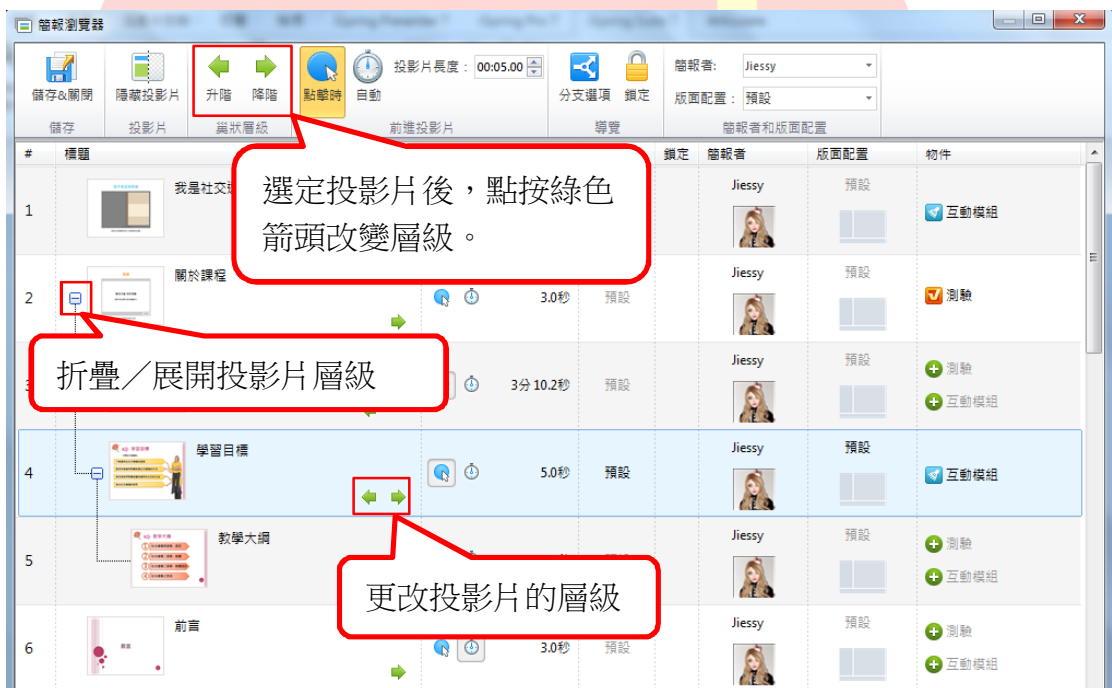 簡報瀏覽器
儲存&關閉
隱藏投影片
升階 降階
點擊時 自動
投影片長度： 00:05.00
分支選項 鎖定
簡報者: Jiessy
版面配置： 預設
儲存 投影片 巢狀層級 前進投影片 導覽 簡報者和版面配置
# 標題 鎖定 簡報者 版面配置 物件
選定投影片後，點按綠色
箭頭改變層級。
1 我是社交 Jiessy 預設 互動模組
2 關於課程 3.0秒 預設 Jiessy 預設 測驗
折疊／展開投影片層級
3分 10.2秒 預設 Jiessy 預設 測驗
互動模組
4 學習目標 5.0秒 預設 Jiessy 預設 互動模組
5 教學大綱 Jiessy 預設 測驗
互動模組
更改投影片的層級
6 前言 3.0秒 預設 Jiessy 預設 測驗
互動模組